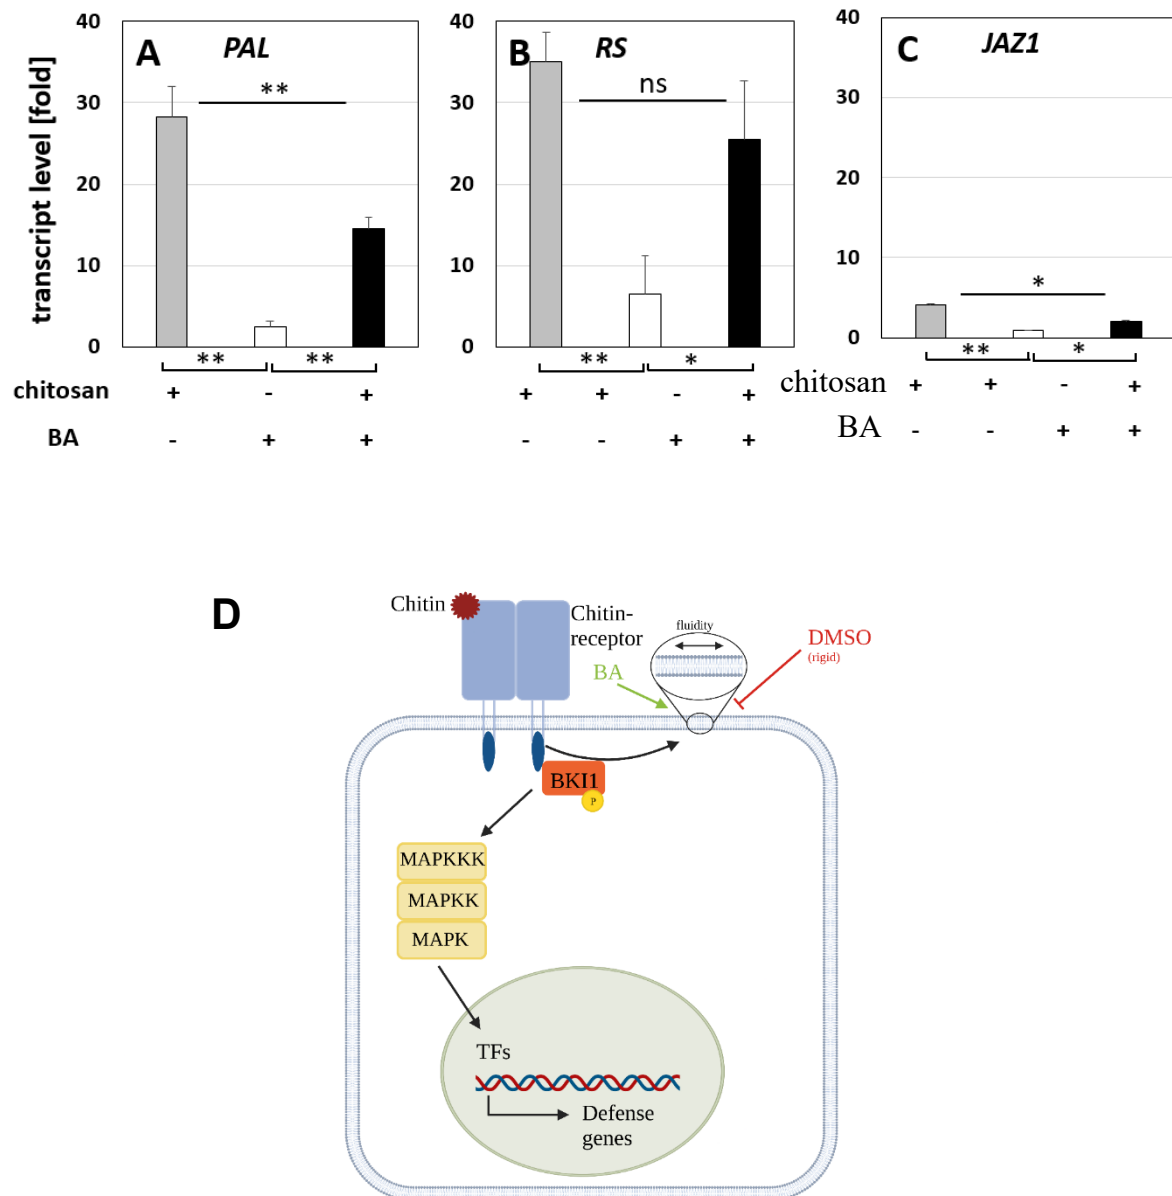 transcript level [fold]
A PAL
40
30
20
10
0
**
** **
B RS
40
30
20
10
0
ns
** *
C JAZ1
40
30
20
10
0
*
** *
chitosan + - +
BA - + +
+ + - +
- - + +
chitosan + + - +
BA - - + +
D
Chitin
Chitin-
receptor
fluidity
BA
DMSO
(rigid)
BKI1
P
MAPKKK
MAPKK
MAPK
TFs
Defense
genes